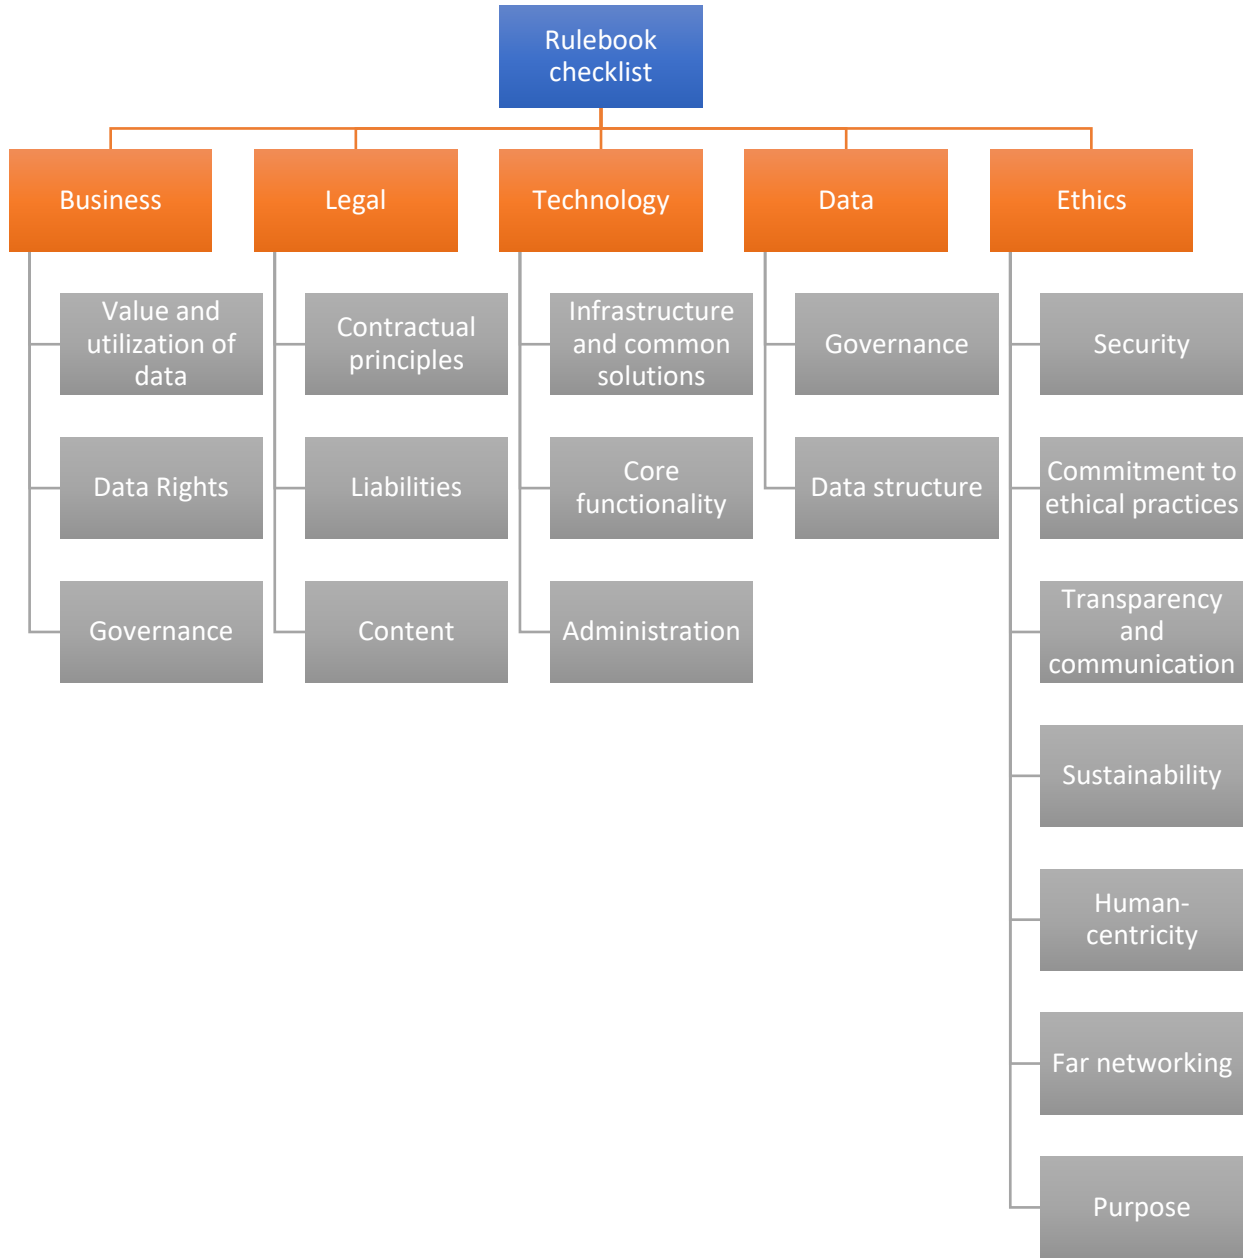 Rulebook
checklist
Business
Legal
Technology
Data
Ethics
Value and
utilization of
data
Data Rights
Governance
Contractual
principles
Liabilities
Content
Infrastructure
and common
solutions
Core
functionality
Administration
Governance
Data structure
Security
Commitment to
ethical practices
Transparency
and
communication
Sustainability
Human-
centricity
Far networking
Purpose